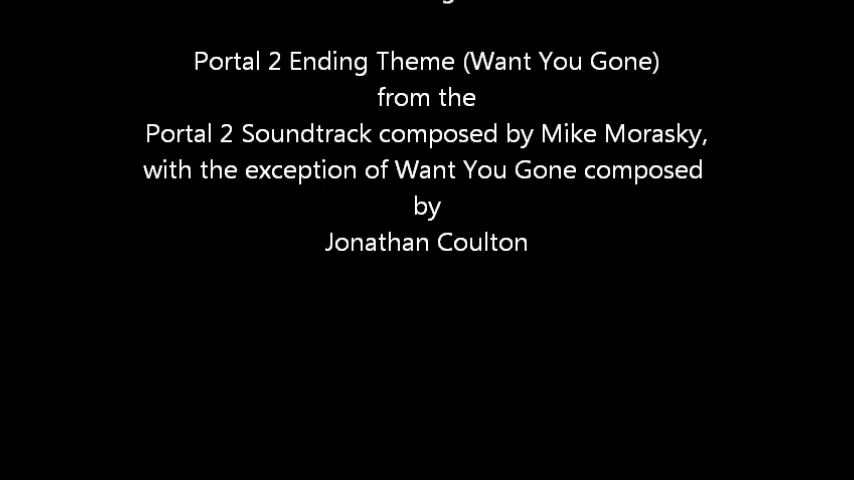 Portal 2 Ending Theme (Want You Gone)
from the
Portal 2 Soundtrack composed by Mike Morasky,
with the exception of Want You Gone composed
by
Jonathan Coulton